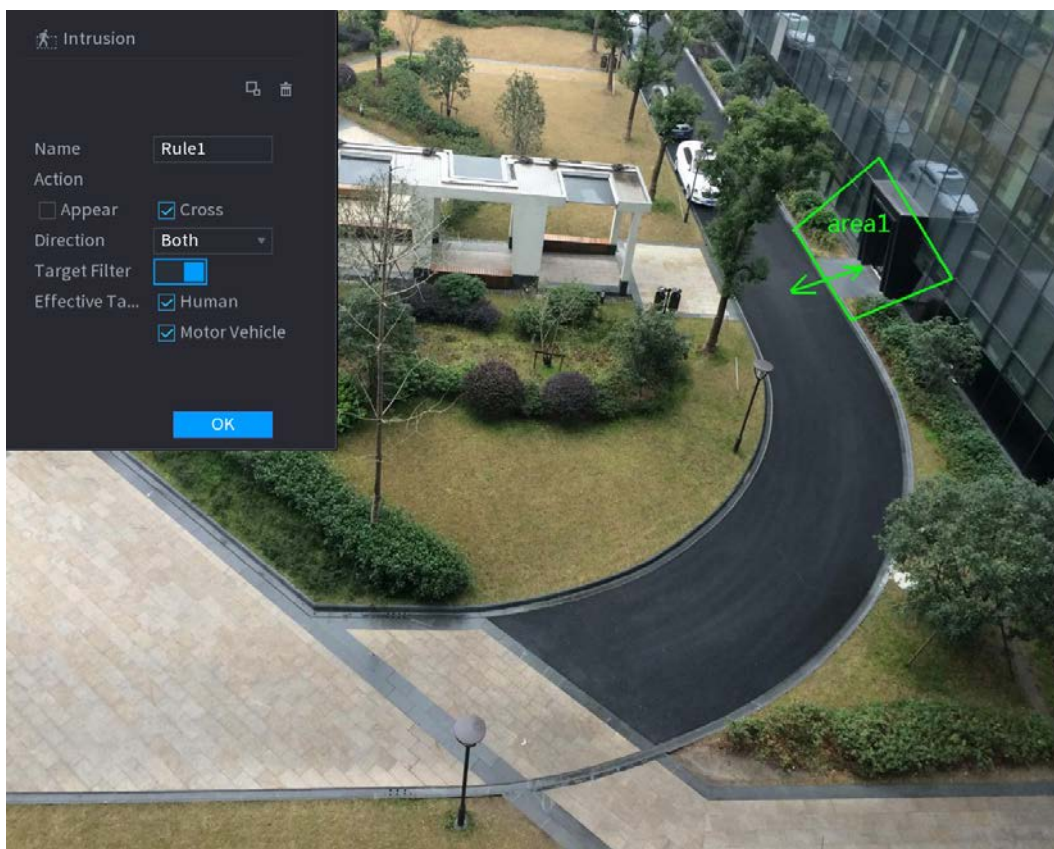 Intrusion
Name Rule1
Action
Appear Cross
Direction Both
Target Filter
Effective Ta... Human
Motor Vehicle
OK
area1